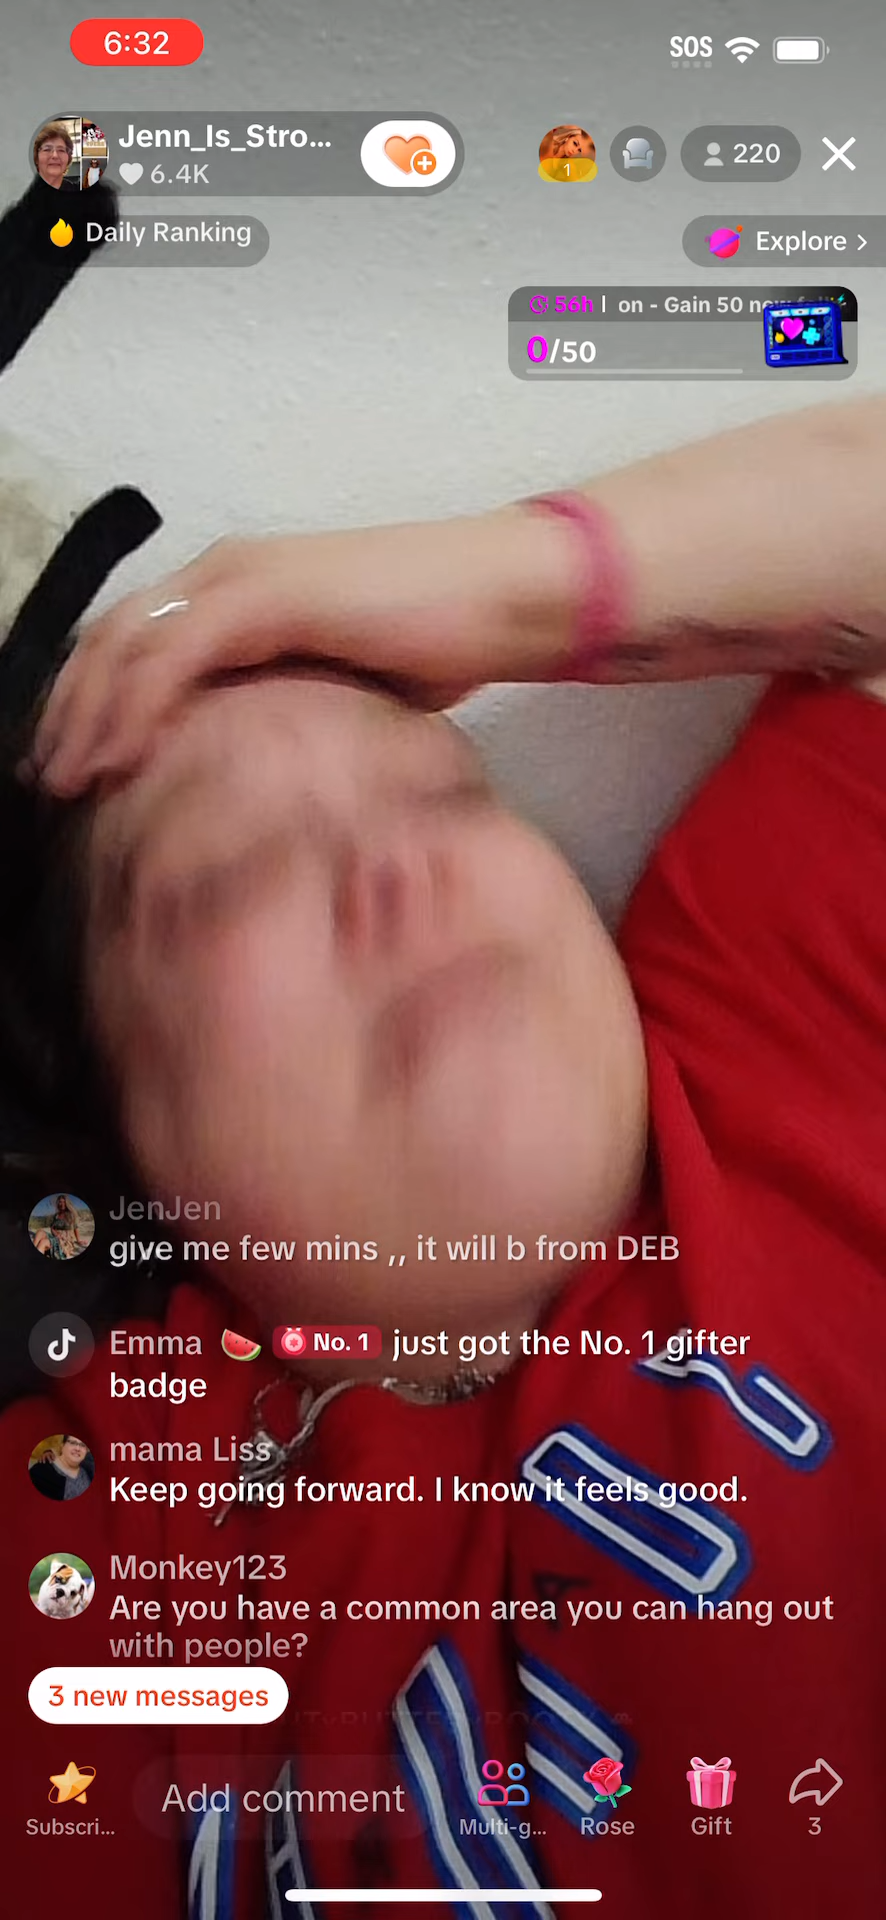 6:32
SOS
Jenn_Is_Stro...
6.4K
1
220
Daily Ranking
Explore >
56h
on - Gain 50 new
0/50
JenJen
give me few mins ,, it will b from DEB
Emma 🍉 No. 1 just got the No. 1 gifter
badge
mama Liss
Keep going forward. I know it feels good.
Monkey123
Are you have a common area you can hang out
with people?
3 new messages
Subscri...
Add comment
Multi-g...
Rose
Gift
3